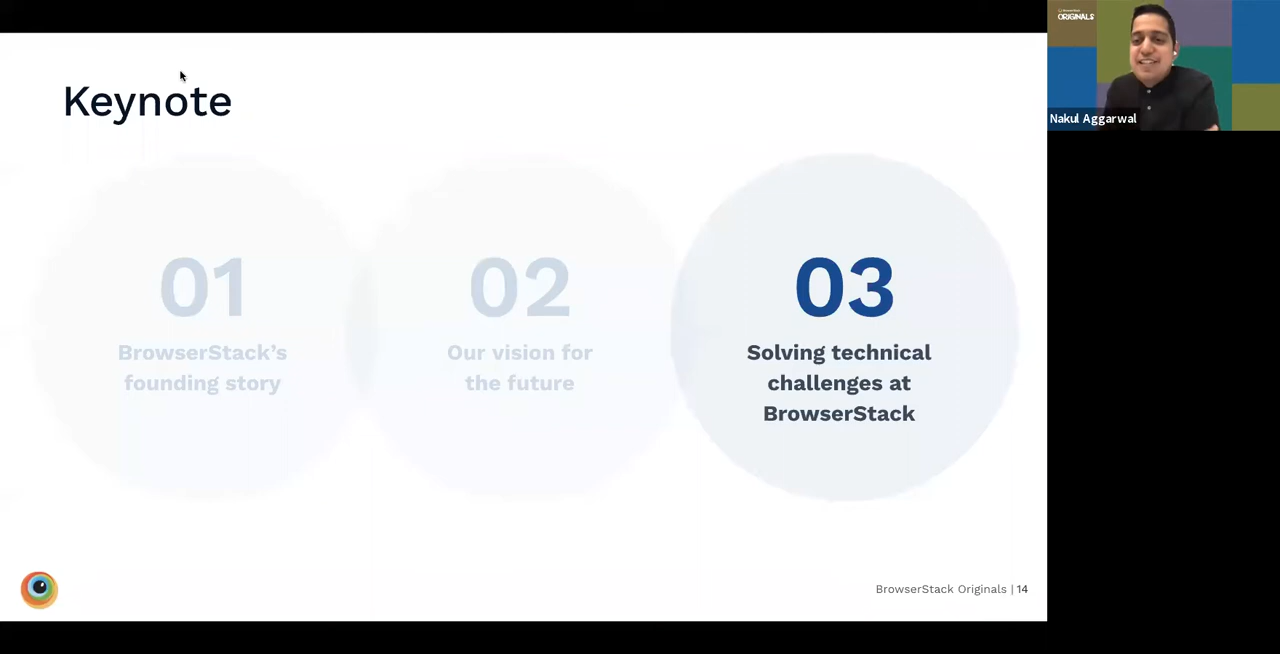 Keynote
01
BrowserStack’s
founding story
02
Our vision for
the future
03
Solving technical
challenges at
BrowserStack
BrowserStack Originals | 14
BrowserStack
ORIGINALS
Nakul Aggarwal